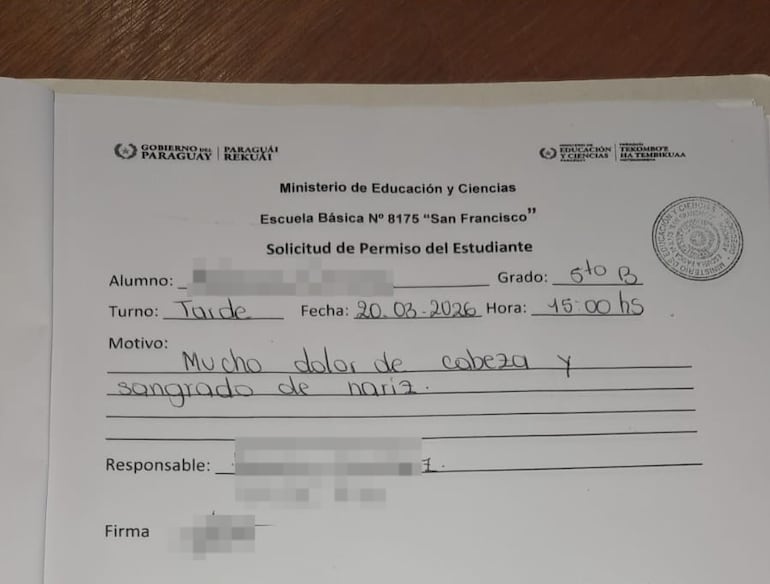 GOBIERNO DEL PARAGUAY | PARAGUÁI REKUÁI
MINISTERIO DE EDUCACIÓN Y CIENCIAS PARAGUAY | TEKOMBO'E HA TEMBIKUAA
Ministerio de Educación y Ciencias
Escuela Básica Nº 8175 “San Francisco”
Solicitud de Permiso del Estudiante
Alumno: Grado: 5to B
Turno: Tarde Fecha: 20.03-2026 Hora: 15:00 hs
Motivo:
Mucho dolor de cabeza y
sangrado de nariz.
Responsable:
Firma